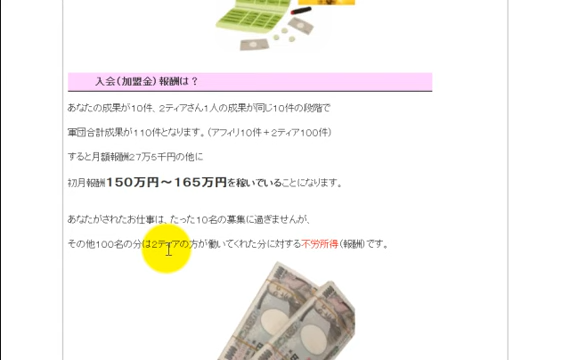 入会(加盟金)報酬は？
あなたの成果が10件、2ティアさん1人の成果が同じ10件の段階で
軍団合計成果が110件となります。(アフィリ10件＋2ティア100件)
すると月額報酬27万5千円の他に
初月報酬150万円～165万円を稼いでいることになります。
あなたがされたお仕事は、たった10名の募集に過ぎませんが、
その他100名の分は2ティアの方が働いてくれた分に対する不労所得(報酬)です。